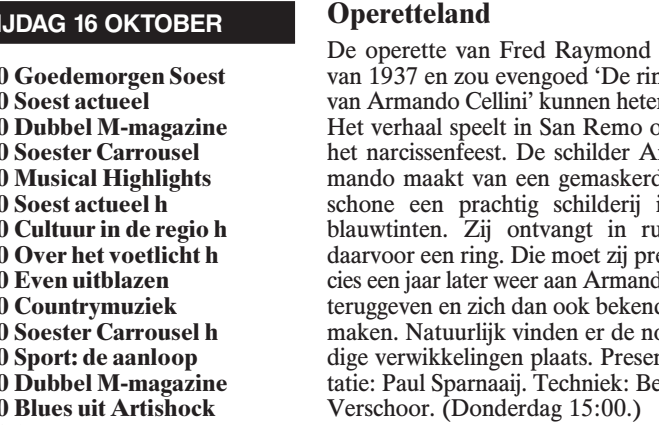 IJDAG 16 OKTOBER
0 Goedemorgen Soest
0 Soest actueel
0 Dubbel M-magazine
0 Soester Carrousel
0 Musical Highlights
0 Soest actueel h
0 Cultuur in de regio h
0 Over het voetlicht h
0 Even uitblazen
0 Countrymuziek
0 Soester Carrousel h
0 Sport: de aanloop
0 Dubbel M-magazine
0 Blues uit Artishock
Operetteland
De operette van Fred Raymond
van 1937 en zou evengoed ‘De rin
van Armando Cellini’ kunnen heten
Het verhaal speelt in San Remo o
het narcissenfeest. De schilder Ar
mando maakt van een gemaskerd
schone een prachtig schilderij i
blauwtinten. Zij ontvangt in ru
daarvoor een ring. Die moet zij pre
cies een jaar later weer aan Armand
teruggeven en zich dan ook bekend
maken. Natuurlijk vinden er de no
dige verwikkelingen plaats. Presen
tatie: Paul Sparnaaij. Techniek: Be
Verschoor. (Donderdag 15:00.)